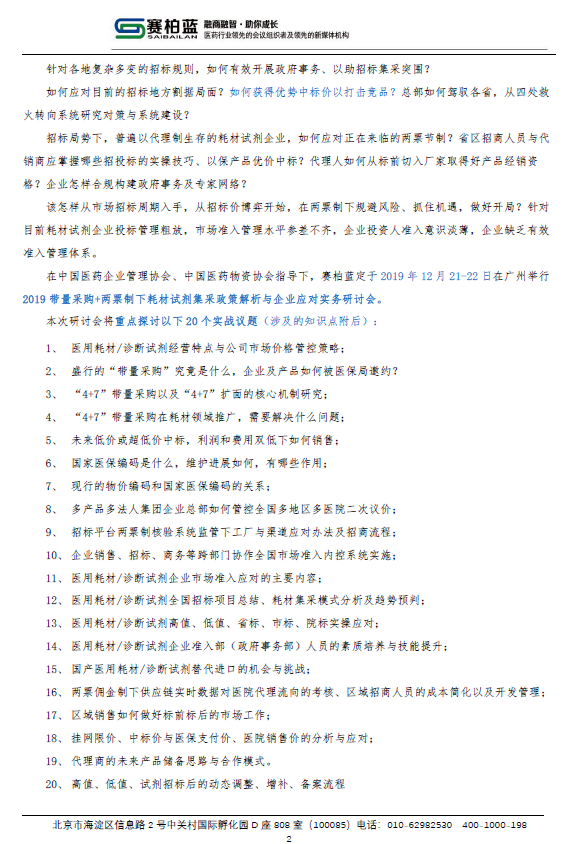 赛柏蓝
SAIBAILAN
融商融智·助你成长
医药行业领先的会议组织者及领先的新媒体机构
针对各地复杂多变的招标规则，如何有效开展政府事务、以助招标集采突围？
如何应对目前的招标地方割据局面？如何获得优势中标价以打击竞品？总部如何驾驭各省，从四处救
火转向系统研究对策与系统建设？
招标局势下，普遍以代理制生存的耗材试剂企业，如何应对正在来临的两票节制？省区招商人员与代
销商应掌握哪些招投标的实操技巧、以保产品优价中标？代理人如何从标前切入厂家取得好产品经销资
格？企业怎样合规构建政府事务及专家网络？
该怎样从市场招标周期入手，从招标价博弈开始，在两票制下规避风险、抓住机遇，做好开局？针对
目前耗材试剂企业投标管理粗放，市场准入管理水平参差不齐，企业投资人准入意识淡薄，企业缺乏有效
准入管理体系。
在中国医药企业管理协会、中国医药物资协会指导下，赛柏蓝定于 2019 年 12 月 21-22 日在广州举行
2019 带量采购+两票制下耗材试剂集采政策解析与企业应对实务研讨会。
本次研讨会将重点探讨以下 20 个实战议题（涉及的知识点附后）：
1、 医用耗材/诊断试剂经营特点与公司市场价格管控策略；
2、 盛行的“带量采购”究竟是什么，企业及产品如何被医保局邀约？
3、 “4+7”带量采购以及“4+7”扩面的核心机制研究；
4、 “4+7”带量采购在耗材领域推广，需要解决什么问题；
5、 未来低价或超低价中标，利润和费用双低下如何销售；
6、 国家医保编码是什么，维护进展如何，有哪些作用；
7、 现行的物价编码和国家医保编码的关系；
8、 多产品多法人集团企业总部如何管控全国多地区多医院二次议价；
9、 招标平台两票制核验系统监管下工厂与渠道应对办法及招商流程；
10、 企业销售、招标、商务等跨部门协作全国市场准入内控系统实施；
11、 医用耗材/诊断试剂企业市场准入应对的主要内容；
12、 医用耗材/诊断试剂全国招标项目总结、耗材集采模式分析及趋势预判；
13、 医用耗材/诊断试剂高值、低值、省标、市标、院标实操应对；
14、 医用耗材/诊断试剂企业准入部（政府事务部）人员的素质培养与技能提升；
15、 国产医用耗材/诊断试剂替代进口的机会与挑战；
16、 两票佣金制下供应链实时数据对医院代理流向的考核、区域招商人员的成本简化以及开发管理；
17、 区域销售如何做好标前标后的市场工作；
18、 挂网限价、中标价与医保支付价、医院销售价的分析与应对；
19、 代理商的未来产品储备思路与合作模式。
20、 高值、低值、试剂招标后的动态调整、增补、备案流程
北京市海淀区信息路 2 号中关村国际孵化园 D 座 808 室（100085）电话：010-62982530 400-1000-198
2